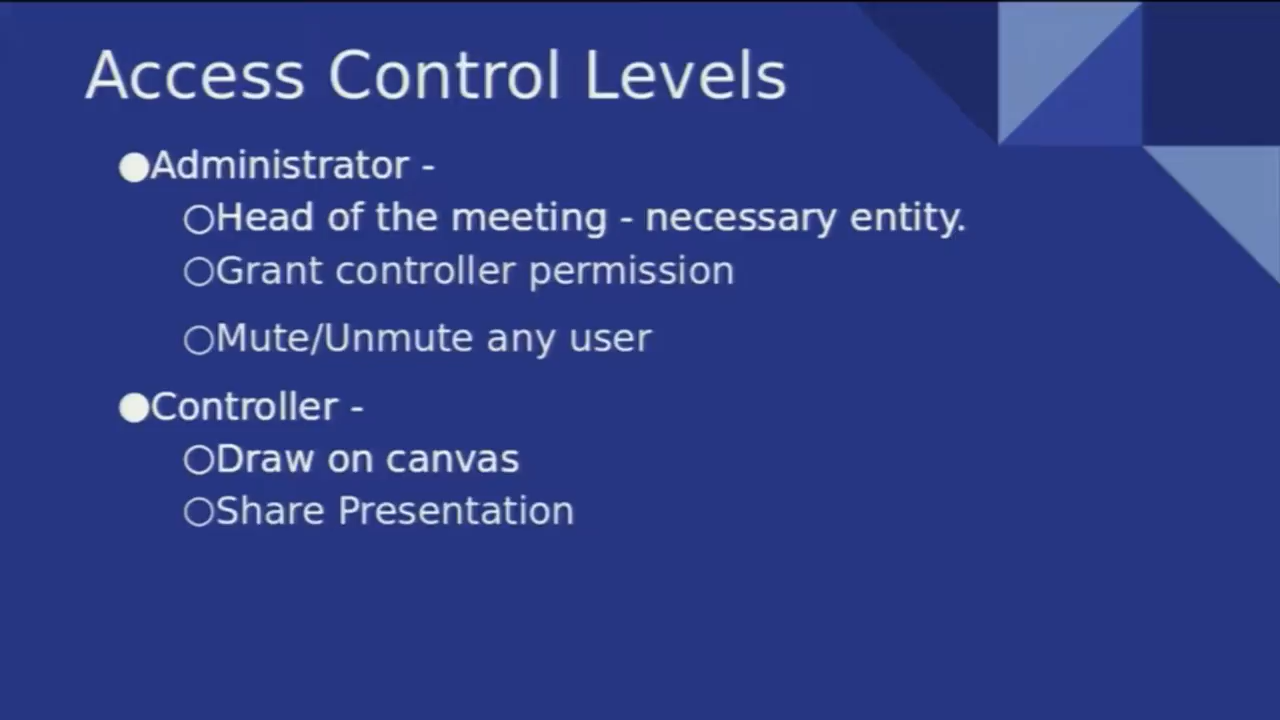 Access Control Levels
●Administrator -
○Head of the meeting - necessary entity.
○Grant controller permission
○Mute/Unmute any user
●Controller -
○Draw on canvas
○Share Presentation